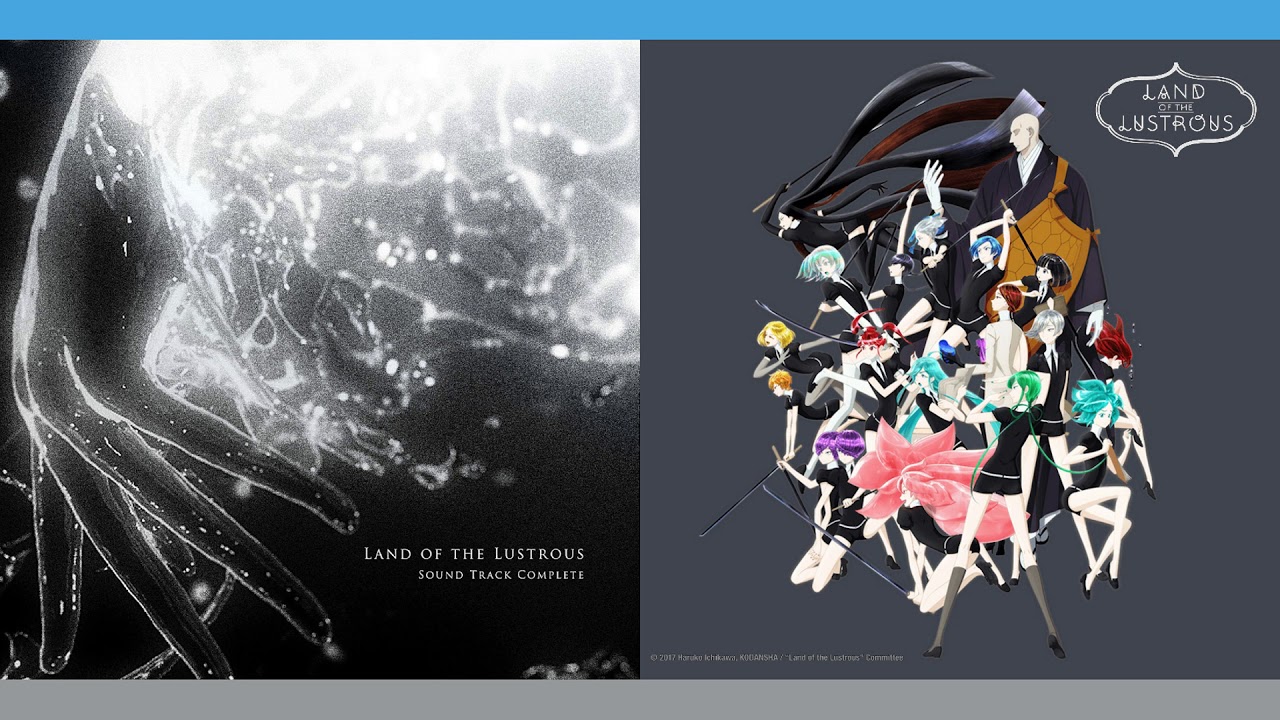 LAND OF THE LUSTROUS
SOUND TRACK COMPLETE
LAND
OF THE
LUSTROUS
© 2017 Haruko Ichikawa, KODANSHA / "Land of the Lustrous" Committee